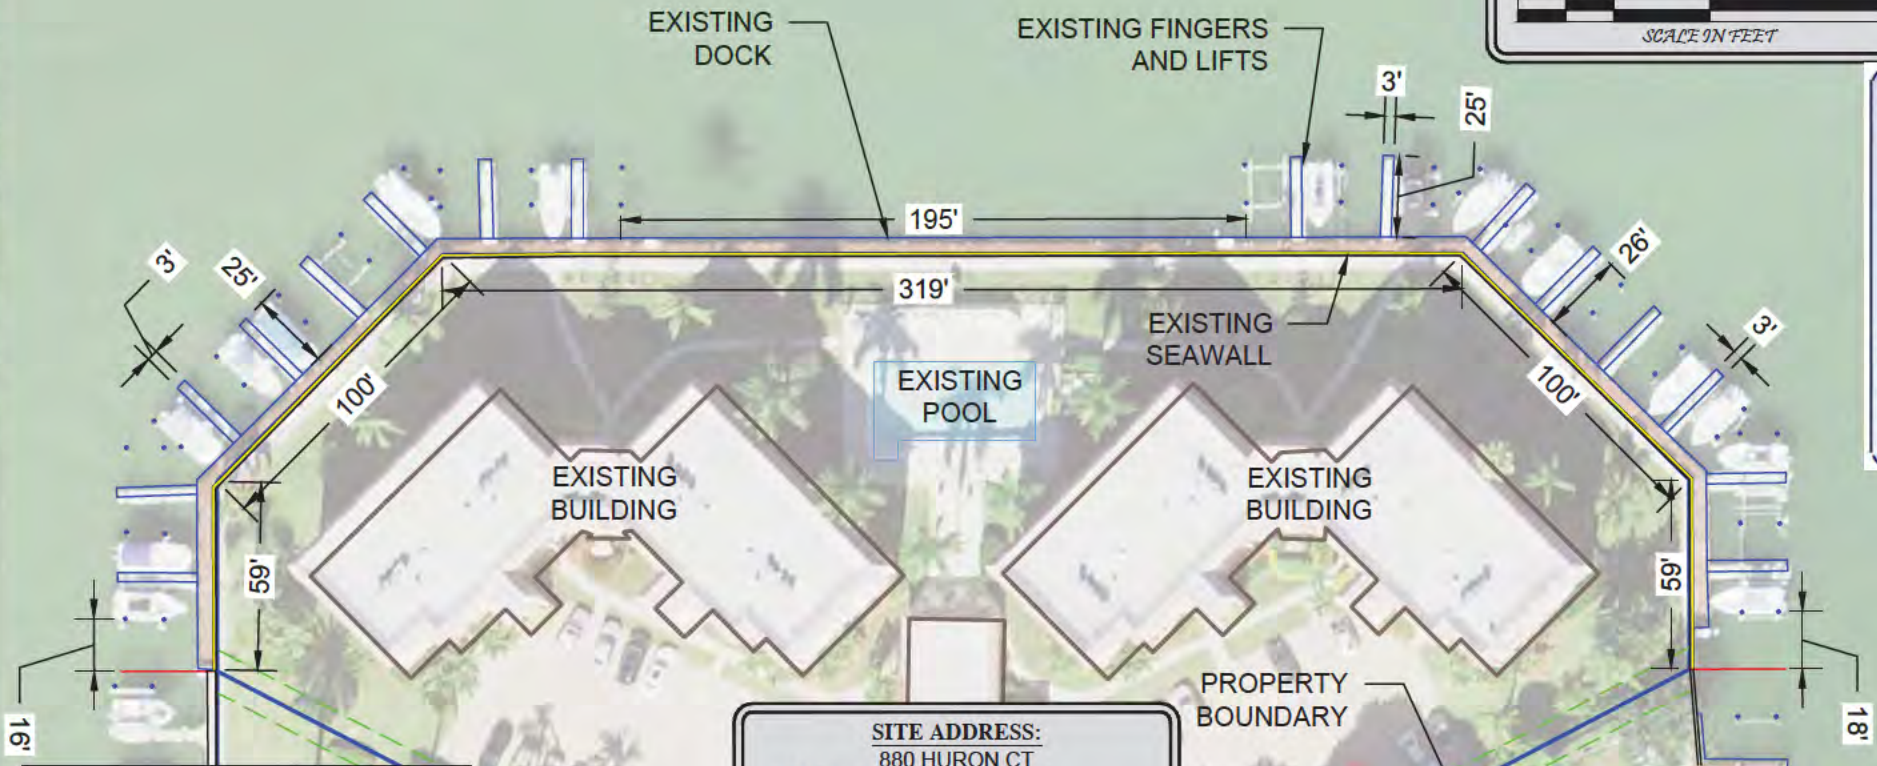 EXISTING
DOCK
EXISTING FINGERS
AND LIFTS
SCALE IN FEET
3'
25'
195'
26'
3'
25'
319'
EXISTING
SEAWALL
3'
100'
EXISTING
POOL
100'
EXISTING
BUILDING
EXISTING
BUILDING
59'
59'
PROPERTY
BOUNDARY
16'
18'
SITE ADDRESS:
880 HURON CT